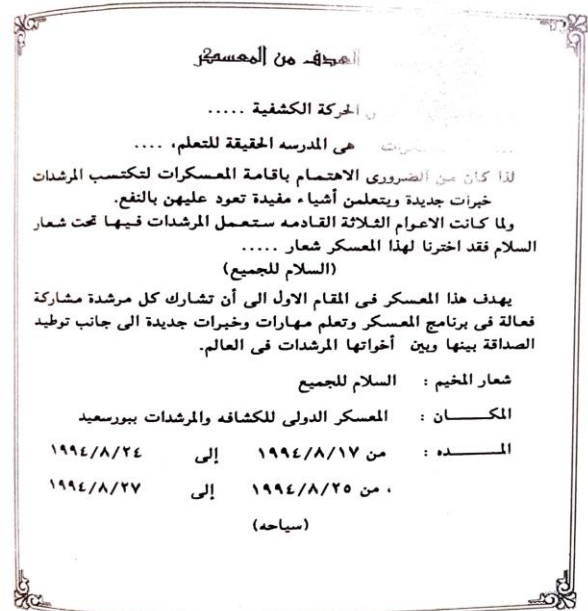 الهدف من المعسكر
الحركة الكشفية .....
هى المدرسه الحقيقة للتعلم، ....
لذا كان من الضرورى الاهتمام باقامة المعسكرات لتكتسب المرشدات
خبرات جديدة ويتعلمن أشياء مفيدة تعود عليهن بالنفع.
ولما كانت الاعوام الثلاثة القادمه ستعمل المرشدات فيها تحت شعار
السلام فقد اخترنا لهذا المعسكر شعار .....
(السلام للجميع)
يهدف هذا المعسكر فى المقام الاول الى أن تشارك كل مرشدة مشاركة
فعالة فى برنامج المعسكر وتعلم مهارات وخبرات جديدة الى جانب توطيد
الصداقة بينها وبين أخواتها المرشدات فى العالم.
شعار المخيم : السلام للجميع
المكــــــان : المعسكر الدولى للكشافه والمرشدات ببورسعيد
المـــــــده : من ١٩٩٤/٨/١٧ إلى ١٩٩٤/٨/٢٤
، من ١٩٩٤/٨/٢٥ إلى ١٩٩٤/٨/٢٧
(سياحه)